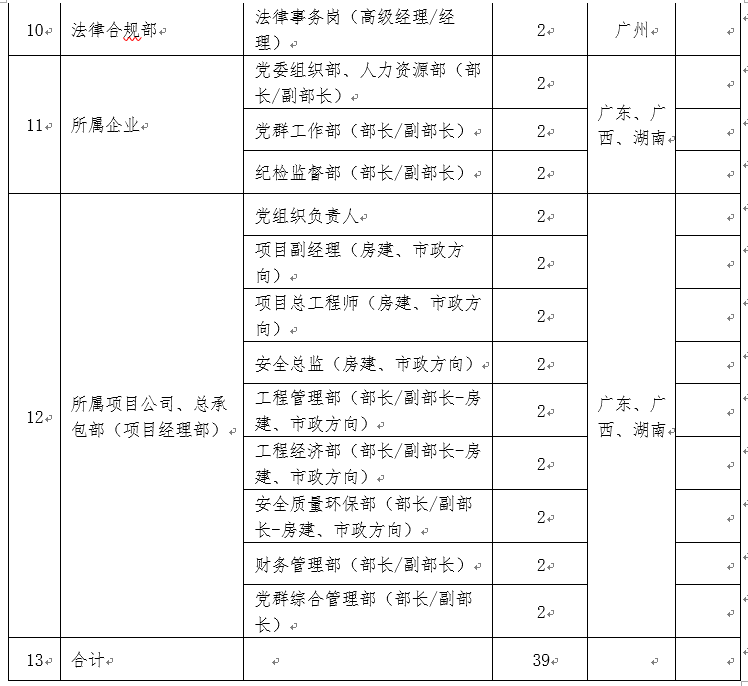 10
法律合规部
法律事务岗（高级经理/经
理）
2
广州
11
所属企业
党委组织部、人力资源部（部
长/副部长）
2
党群工作部（部长/副部长）
2
纪检监督部（部长/副部长）
2
广东、广
西、湖南
12
所属项目公司、总承
包部（项目经理部）
党组织负责人
2
项目副经理（房建、市政方
向）
2
项目总工程师（房建、市政方
向）
2
安全总监（房建、市政方向）
2
工程管理部（部长/副部长-房
建、市政方向）
2
工程经济部（部长/副部长-房
建、市政方向）
2
安全质量环保部（部长/副部
长-房建、市政方向）
2
财务管理部（部长/副部长）
2
党群综合管理部（部长/副部
长）
2
广东、广
西、湖南
13
合计
39